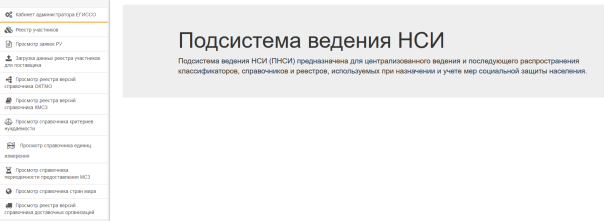 Кабинет администратора ЕГИССО
Реестр участников
Просмотр заявок РУ
Загрузка данных реестра участников
для поставщика
Просмотр реестра версий
справочника ОКТМО
Просмотр реестра версий
справочника КМСЗ
Просмотр справочника критериев
нуждаемости
Просмотр справочника единиц
измерения
Просмотр справочника
периодичности предоставления МСЗ
Просмотр справочника стран мира
Просмотр реестра версий
справочника доставочных организаций
Подсистема ведения НСИ
Подсистема ведения НСИ (ПНСИ) предназначена для централизованного ведения и последующего распространения
классификаторов, справочников и реестров, используемых при назначении и учете мер социальной защиты населения.